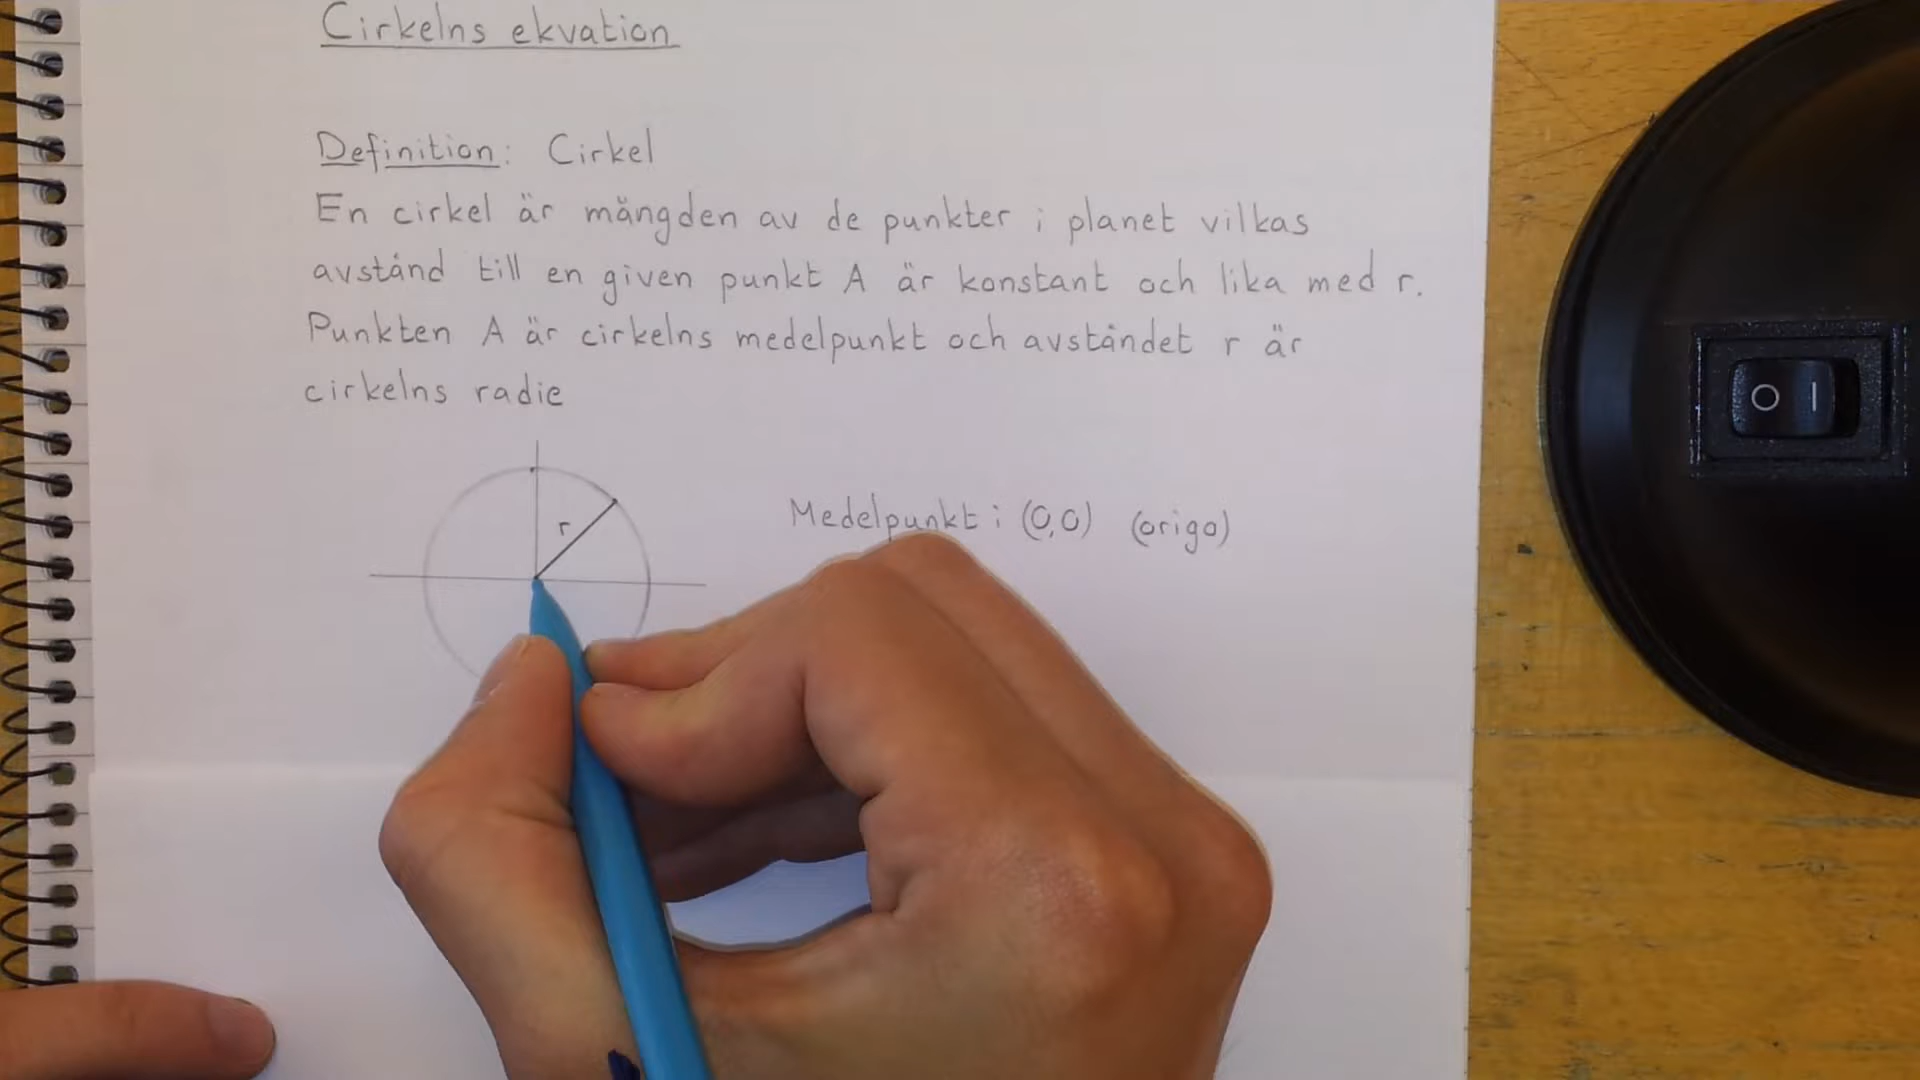 Cirkelns ekvation
Definition: Cirkel
En cirkel är mängden av de punkter i planet vilkas
avstånd till en given punkt A är konstant och lika med r.
Punkten A är cirkelns medelpunkt och avståndet r är
cirkelns radie
r
Medelpunkt i (0,0) (origo)
O I